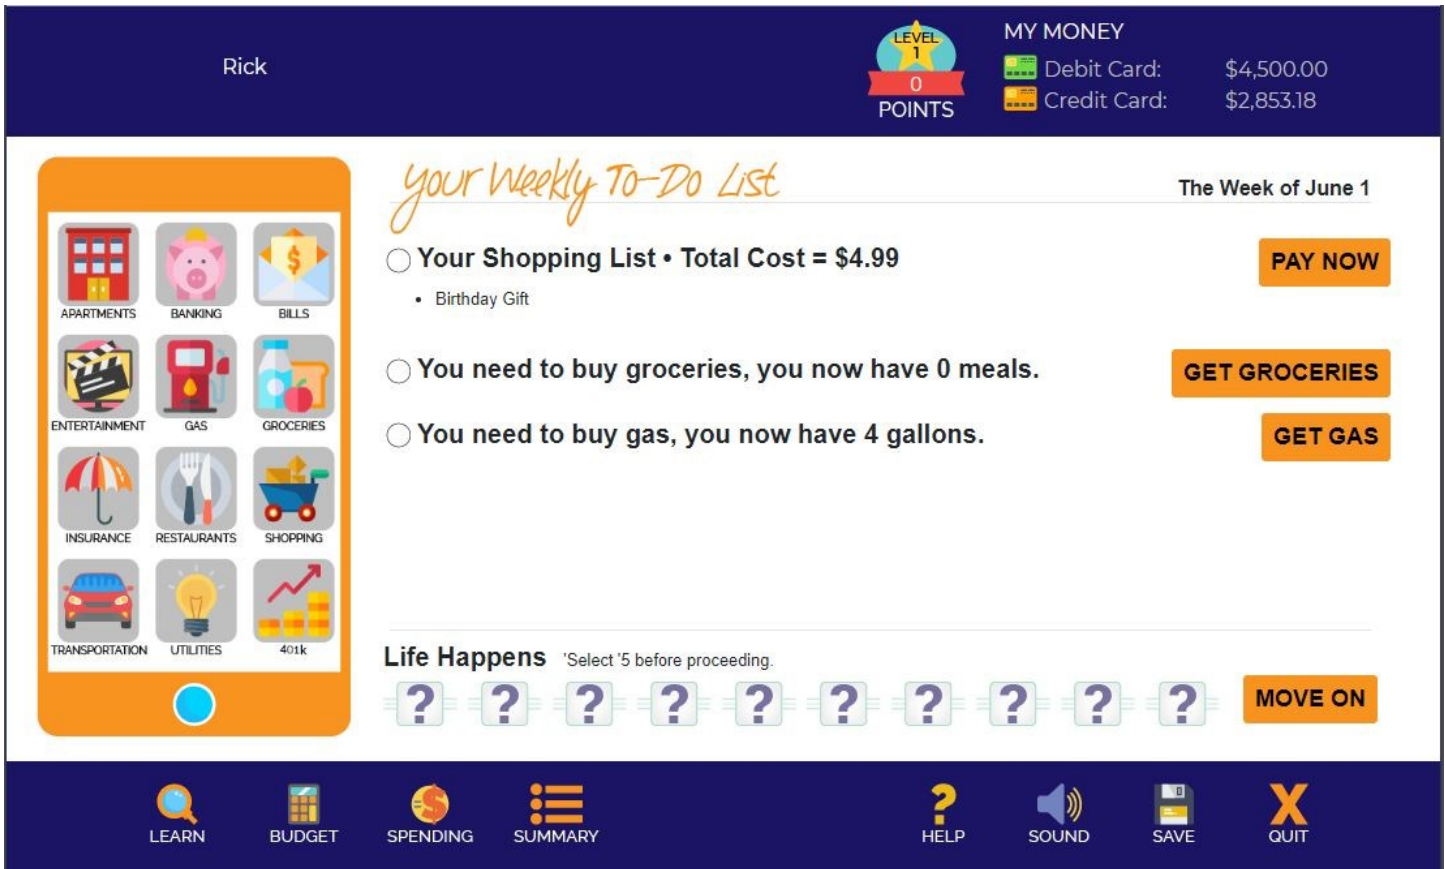 Rick
LEVEL
1
0
POINTS
MY MONEY
Debit Card: $4,500.00
Credit Card: $2,853.18
Your Weekly To-Do List
The Week of June 1
Your Shopping List • Total Cost = $4.99
PAY NOW
• Birthday Gift
You need to buy groceries, you now have 0 meals.
GET GROCERIES
You need to buy gas, you now have 4 gallons.
GET GAS
APARTMENTS BANKING BILLS
ENTERTAINMENT GAS GROCERIES
INSURANCE RESTAURANTS SHOPPING
TRANSPORTATION UTILITIES 401k
Life Happens 'Select '5 before proceeding.
? ? ? ? ? ? ? ? ? ?
MOVE ON
LEARN BUDGET SPENDING SUMMARY HELP SOUND SAVE QUIT